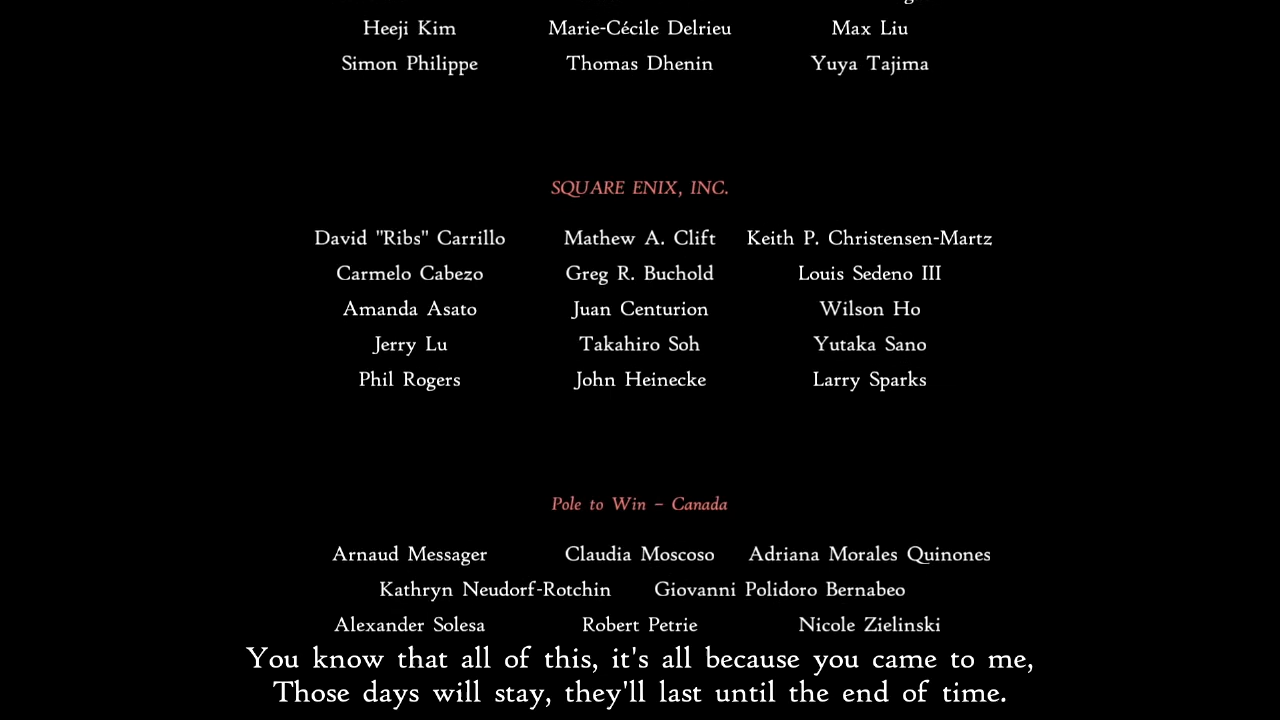 Heeji Kim Marie-Cécile Delrieu Max Liu
Simon Philippe Thomas Dhenin Yuya Tajima
SQUARE ENIX, INC.
David "Ribs" Carrillo Mathew A. Clift Keith P. Christensen-Martz
Carmelo Cabezo Greg R. Buchold Louis Sedeno III
Amanda Asato Juan Centurion Wilson Ho
Jerry Lu Takahiro Soh Yutaka Sano
Phil Rogers John Heinecke Larry Sparks
Pole to Win – Canada
Arnaud Messager Claudia Moscoso Adriana Morales Quinones
Kathryn Neudorf-Rotchin Giovanni Polidoro Bernabeo
Alexander Solesa Robert Petrie Nicole Zielinski
You know that all of this, it's all because you came to me,
Those days will stay, they'll last until the end of time.